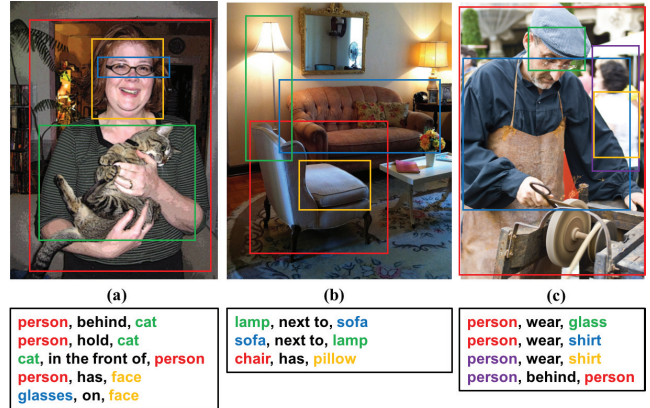 (a)
(b)
(c)
person, behind, cat
person, hold, cat
cat, in the front of, person
person, has, face
glasses, on, face
lamp, next to, sofa
sofa, next to, lamp
chair, has, pillow
person, wear, glass
person, wear, shirt
person, wear, shirt
person, behind, person